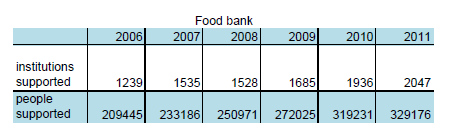 Food bank
2006 2007 2008 2009 2010 2011
institutions
supported 1239 1535 1528 1685 1936 2047
people
supported 209445 233186 250971 272025 319231 329176